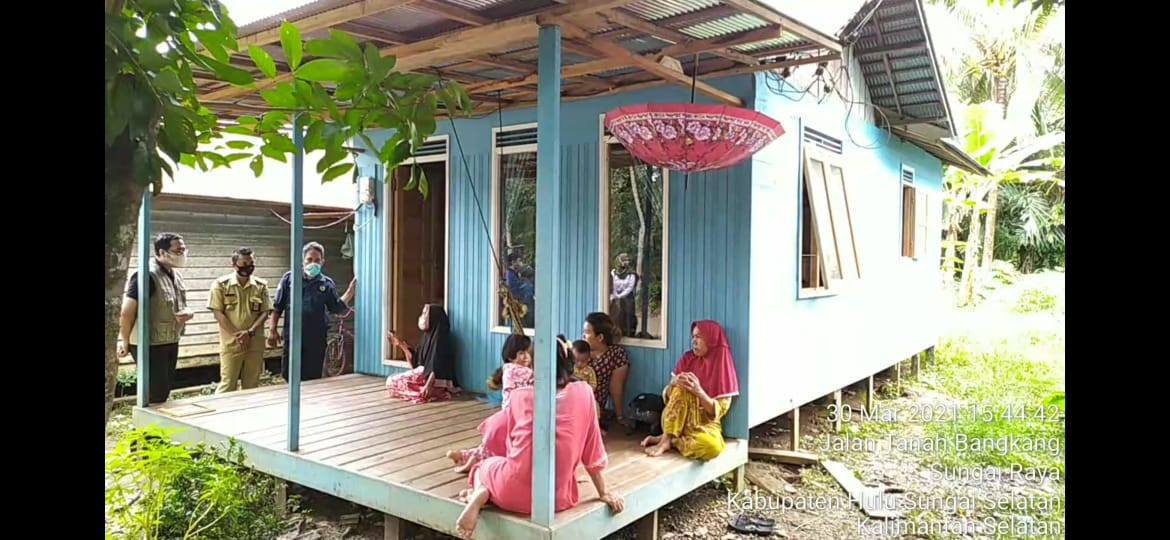 30 Mar 2021 15.44.42
Jalan Tanah Bangkang
Sungai Raya
Kabupaten Hulu Sungai Selatan
Kalimantan Selatan